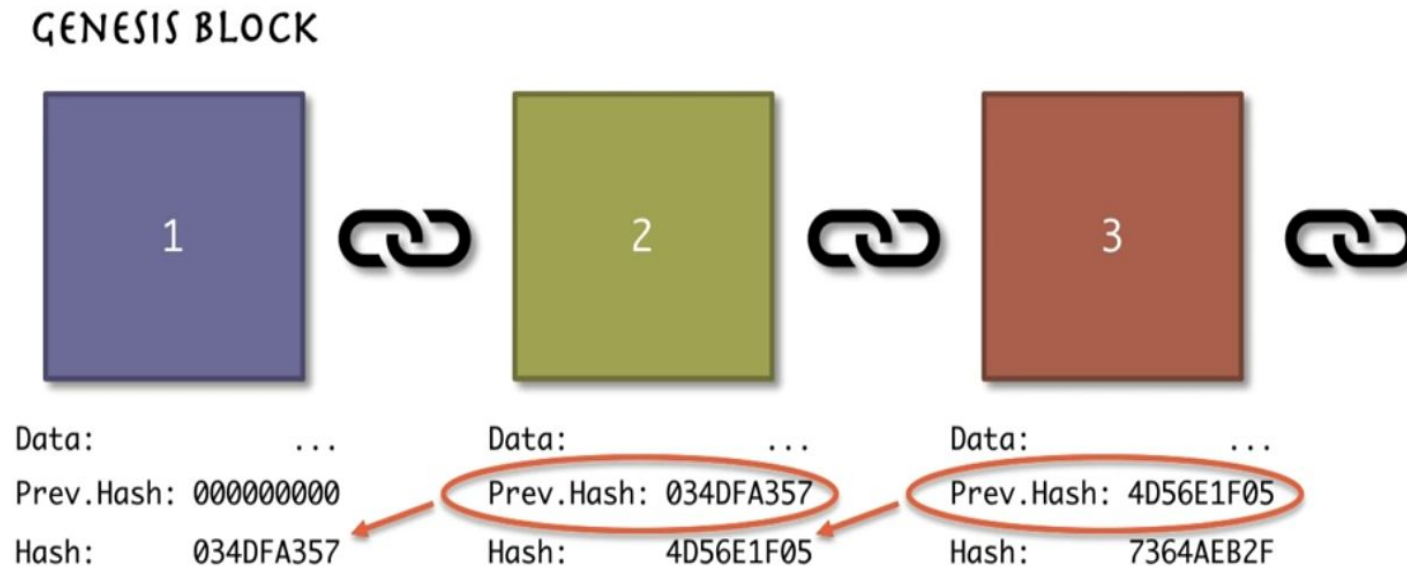 GENESIS BLOCK
1
2
3
Data: ...
Prev.Hash: 000000000
Hash: 034DFA357
Data: ...
Prev.Hash: 034DFA357
Hash: 4D56E1F05
Data: ...
Prev.Hash: 4D56E1F05
Hash: 7364AEB2F